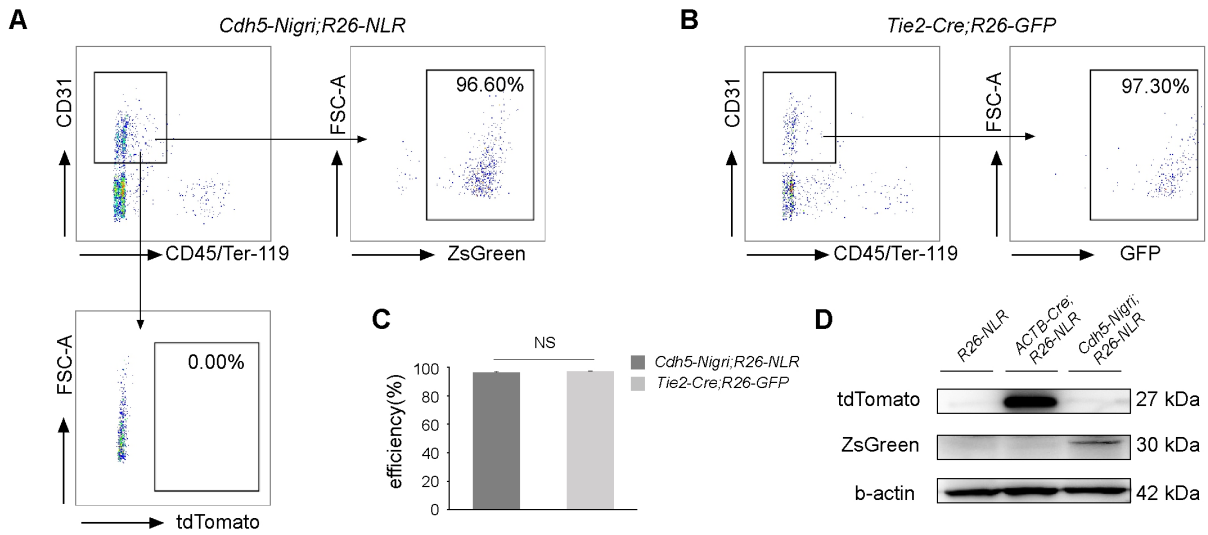 A
Cdh5-Nigri;R26-NLR
CD31
CD45/Ter-119
FSC-A
96.60%
ZsGreen
FSC-A
0.00%
tdTomato
B
Tie2-Cre;R26-GFP
CD31
CD45/Ter-119
FSC-A
97.30%
GFP
C
NS
efficiency(%)
100
80
60
40
20
0
Cdh5-Nigri;R26-NLR
Tie2-Cre;R26-GFP
D
R26-NLR
ACTB-Cre;
R26-NLR
Cdh5-Nigri;
R26-NLR
tdTomato
27 kDa
ZsGreen
30 kDa
b-actin
42 kDa